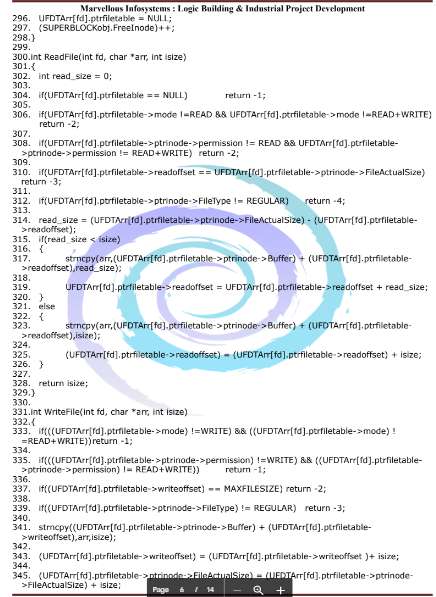 Marvellous Infosystems : Logic Building & Industrial Project Development
296. UFDTArr[fd].ptrfiletable = NULL;
297. (SUPERBLOCKobj.FreeInode)++;
298.}
299.
300.int ReadFile(int fd, char *arr, int isize)
301.{
302. int read_size = 0;
303.
304. if(UFDTArr[fd].ptrfiletable == NULL) return -1;
305.
306. if(UFDTArr[fd].ptrfiletable->mode !=READ && UFDTArr[fd].ptrfiletable->mode !=READ+WRITE)
return -2;
307.
308. if(UFDTArr[fd].ptrfiletable->ptrinode->permission != READ && UFDTArr[fd].ptrfiletable-
>ptrinode->permission != READ+WRITE) return -2;
309.
310. if(UFDTArr[fd].ptrfiletable->readoffset == UFDTArr[fd].ptrfiletable->ptrinode->FileActualSize)
return -3;
311.
312. if(UFDTArr[fd].ptrfiletable->ptrinode->FileType != REGULAR) return -4;
313.
314. read_size = (UFDTArr[fd].ptrfiletable->ptrinode->FileActualSize) - (UFDTArr[fd].ptrfiletable-
>readoffset);
315. if(read_size < isize)
316. {
317. strncpy(arr,(UFDTArr[fd].ptrfiletable->ptrinode->Buffer) + (UFDTArr[fd].ptrfiletable-
>readoffset),read_size);
318.
319. UFDTArr[fd].ptrfiletable->readoffset = UFDTArr[fd].ptrfiletable->readoffset + read_size;
320. }
321. else
322. {
323. strncpy(arr,(UFDTArr[fd].ptrfiletable->ptrinode->Buffer) + (UFDTArr[fd].ptrfiletable-
>readoffset),isize);
324.
325. (UFDTArr[fd].ptrfiletable->readoffset) = (UFDTArr[fd].ptrfiletable->readoffset) + isize;
326. }
327.
328. return isize;
329.}
330.
331.int WriteFile(int fd, char *arr, int isize)
332.{
333. if(((UFDTArr[fd].ptrfiletable->mode) !=WRITE) && ((UFDTArr[fd].ptrfiletable->mode) !
=READ+WRITE))return -1;
334.
335. if(((UFDTArr[fd].ptrfiletable->ptrinode->permission) !=WRITE) && ((UFDTArr[fd].ptrfiletable-
>ptrinode->permission) != READ+WRITE)) return -1;
336.
337. if((UFDTArr[fd].ptrfiletable->writeoffset) == MAXFILESIZE) return -2;
338.
339. if((UFDTArr[fd].ptrfiletable->ptrinode->FileType) != REGULAR) return -3;
340.
341. strncpy((UFDTArr[fd].ptrfiletable->ptrinode->Buffer) + (UFDTArr[fd].ptrfiletable-
>writeoffset),arr,isize);
342.
343. (UFDTArr[fd].ptrfiletable->writeoffset) = (UFDTArr[fd].ptrfiletable->writeoffset )+ isize;
344.
345. (UFDTArr[fd].ptrfiletable->ptrinode->FileActualSize) = (UFDTArr[fd].ptrfiletable->ptrinode-
>FileActualSize) + isize;
Page 6 / 14 — +